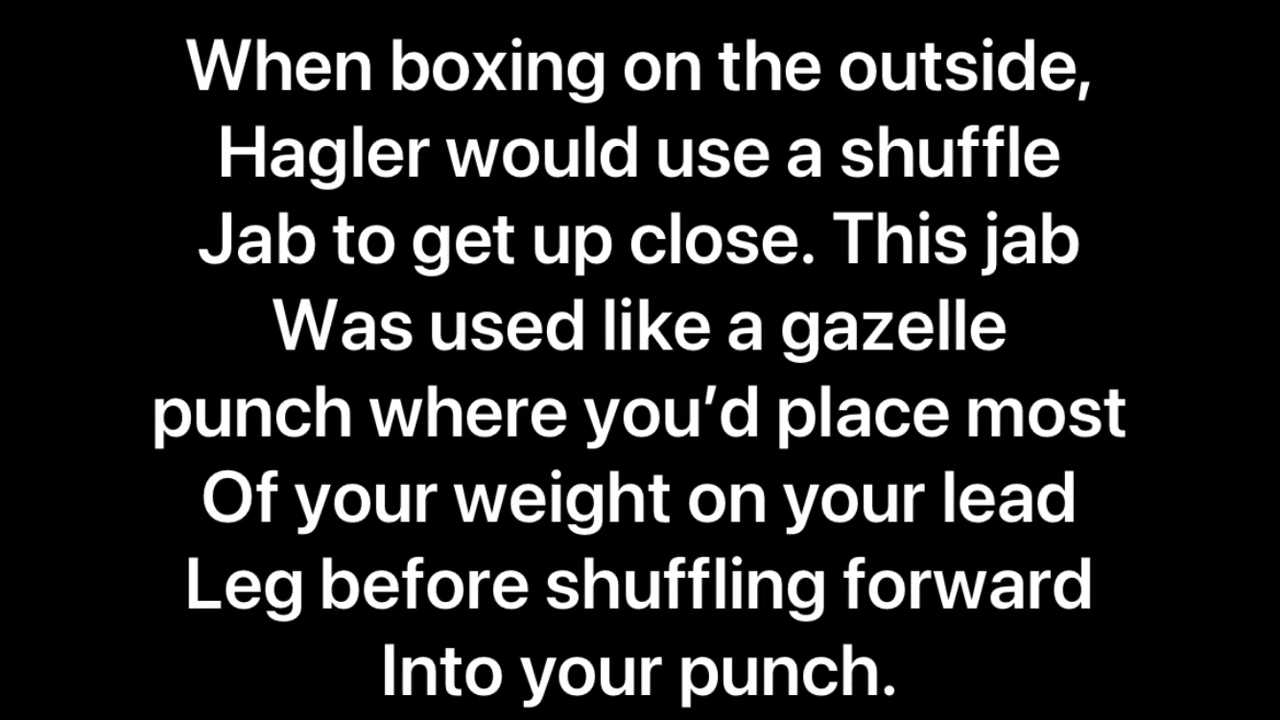 When boxing on the outside,
Hagler would use a shuffle
Jab to get up close. This jab
Was used like a gazelle
punch where you’d place most
Of your weight on your lead
Leg before shuffling forward
Into your punch.